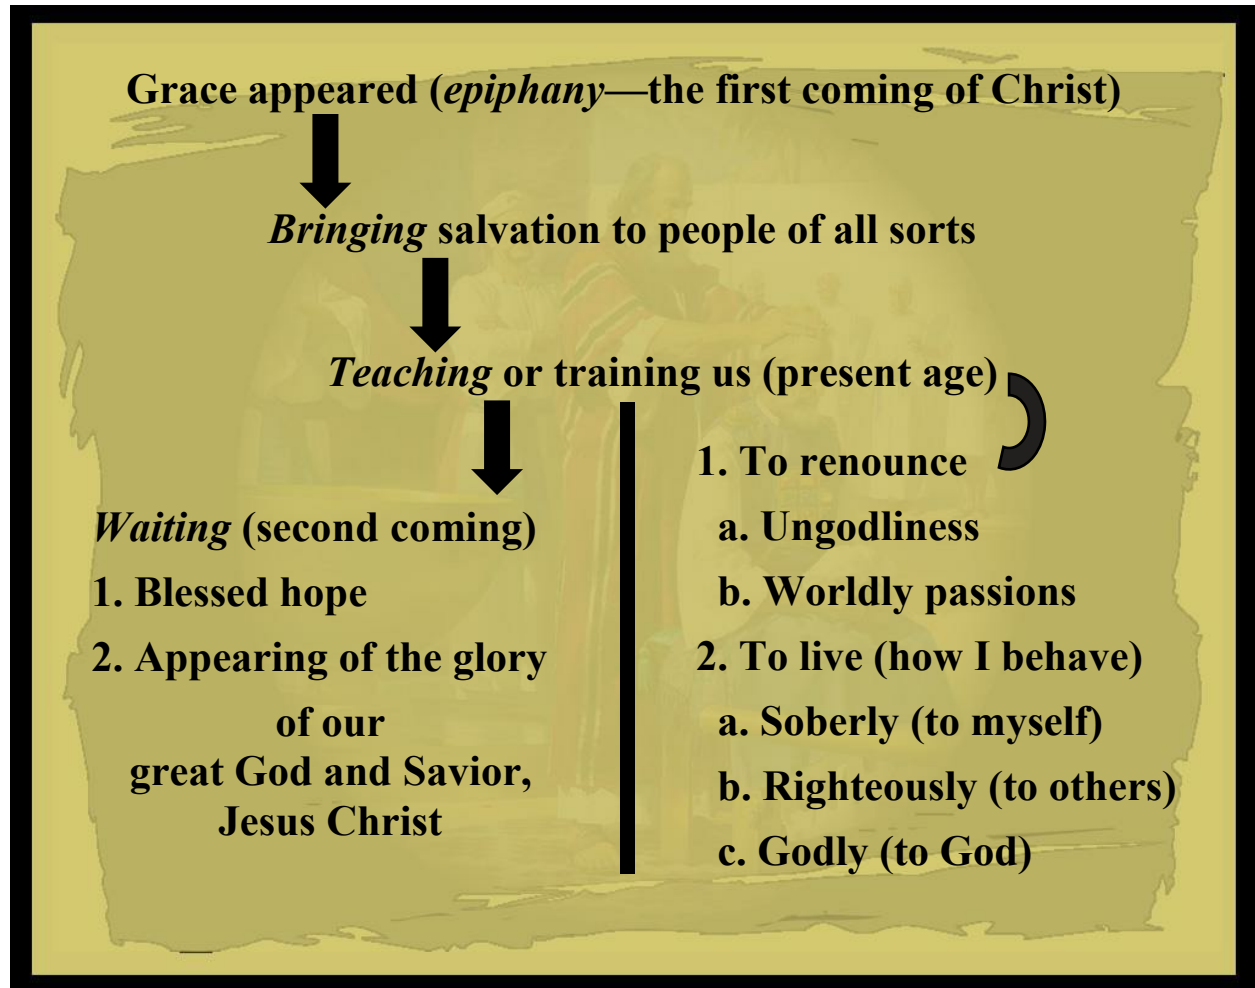 Grace appeared (epiphany—the first coming of Christ)
Bringing salvation to people of all sorts
Teaching or training us (present age)
Waiting (second coming)
1. Blessed hope
2. Appearing of the glory
of our
great God and Savior,
Jesus Christ
1. To renounce
a. Ungodliness
b. Worldly passions
2. To live (how I behave)
a. Soberly (to myself)
b. Righteously (to others)
c. Godly (to God)